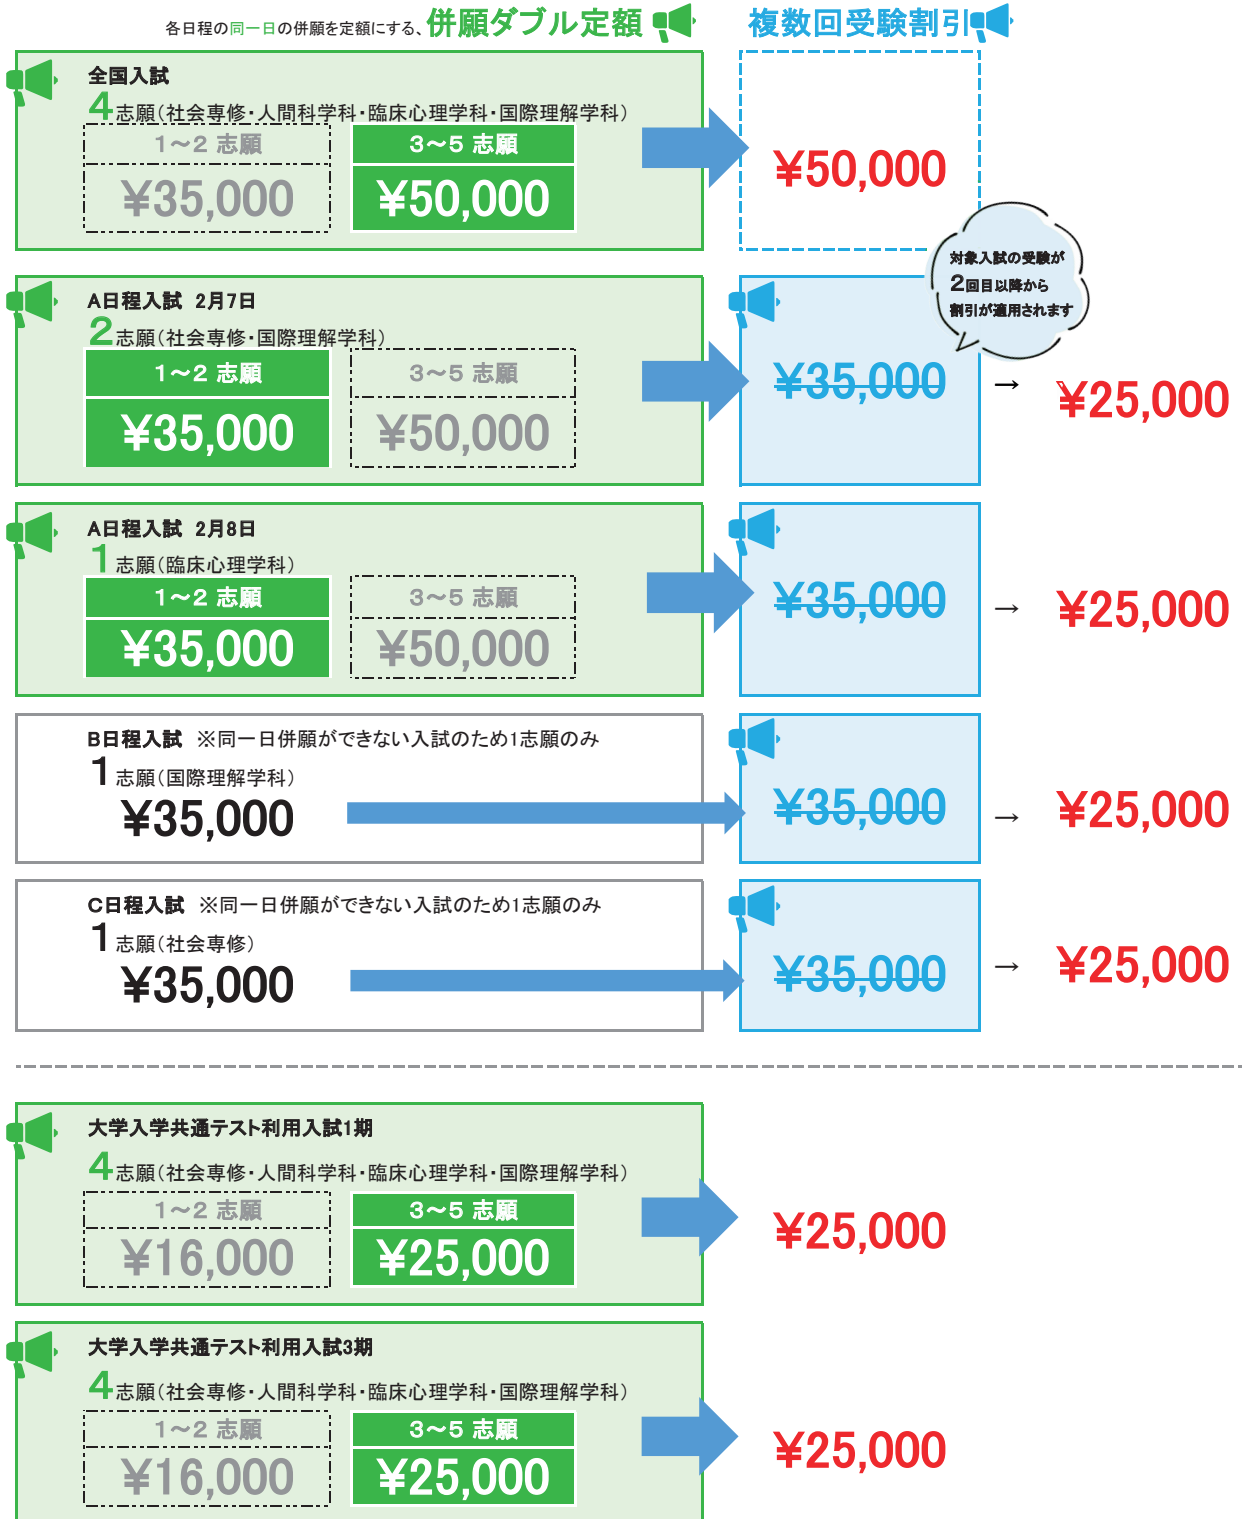 各日程の同一日の併願を定額にする、併願ダブル定額
複数回受験割引
全国入試
4志願(社会専修・人間科学科・臨床心理学科・国際理解学科)
1〜2 志願
3〜5 志願
¥35,000
¥50,000
¥50,000
対象入試の受験が
2回目以降から
割引が適用されます
A日程入試 2月7日
2志願(社会専修・国際理解学科)
1〜2 志願
3〜5 志願
¥35,000
¥50,000
¥35,000
→
¥25,000
A日程入試 2月8日
1志願(臨床心理学科)
1〜2 志願
3〜5 志願
¥35,000
¥50,000
¥35,000
→
¥25,000
B日程入試 ※同一日併願ができない入試のため1志願のみ
1志願(国際理解学科)
¥35,000
¥35,000
→
¥25,000
C日程入試 ※同一日併願ができない入試のため1志願のみ
1志願(社会専修)
¥35,000
¥35,000
→
¥25,000
大学入学共通テスト利用入試1期
4志願(社会専修・人間科学科・臨床心理学科・国際理解学科)
1〜2 志願
3〜5 志願
¥16,000
¥25,000
¥25,000
大学入学共通テスト利用入試3期
4志願(社会専修・人間科学科・臨床心理学科・国際理解学科)
1〜2 志願
3〜5 志願
¥16,000
¥25,000
¥25,000